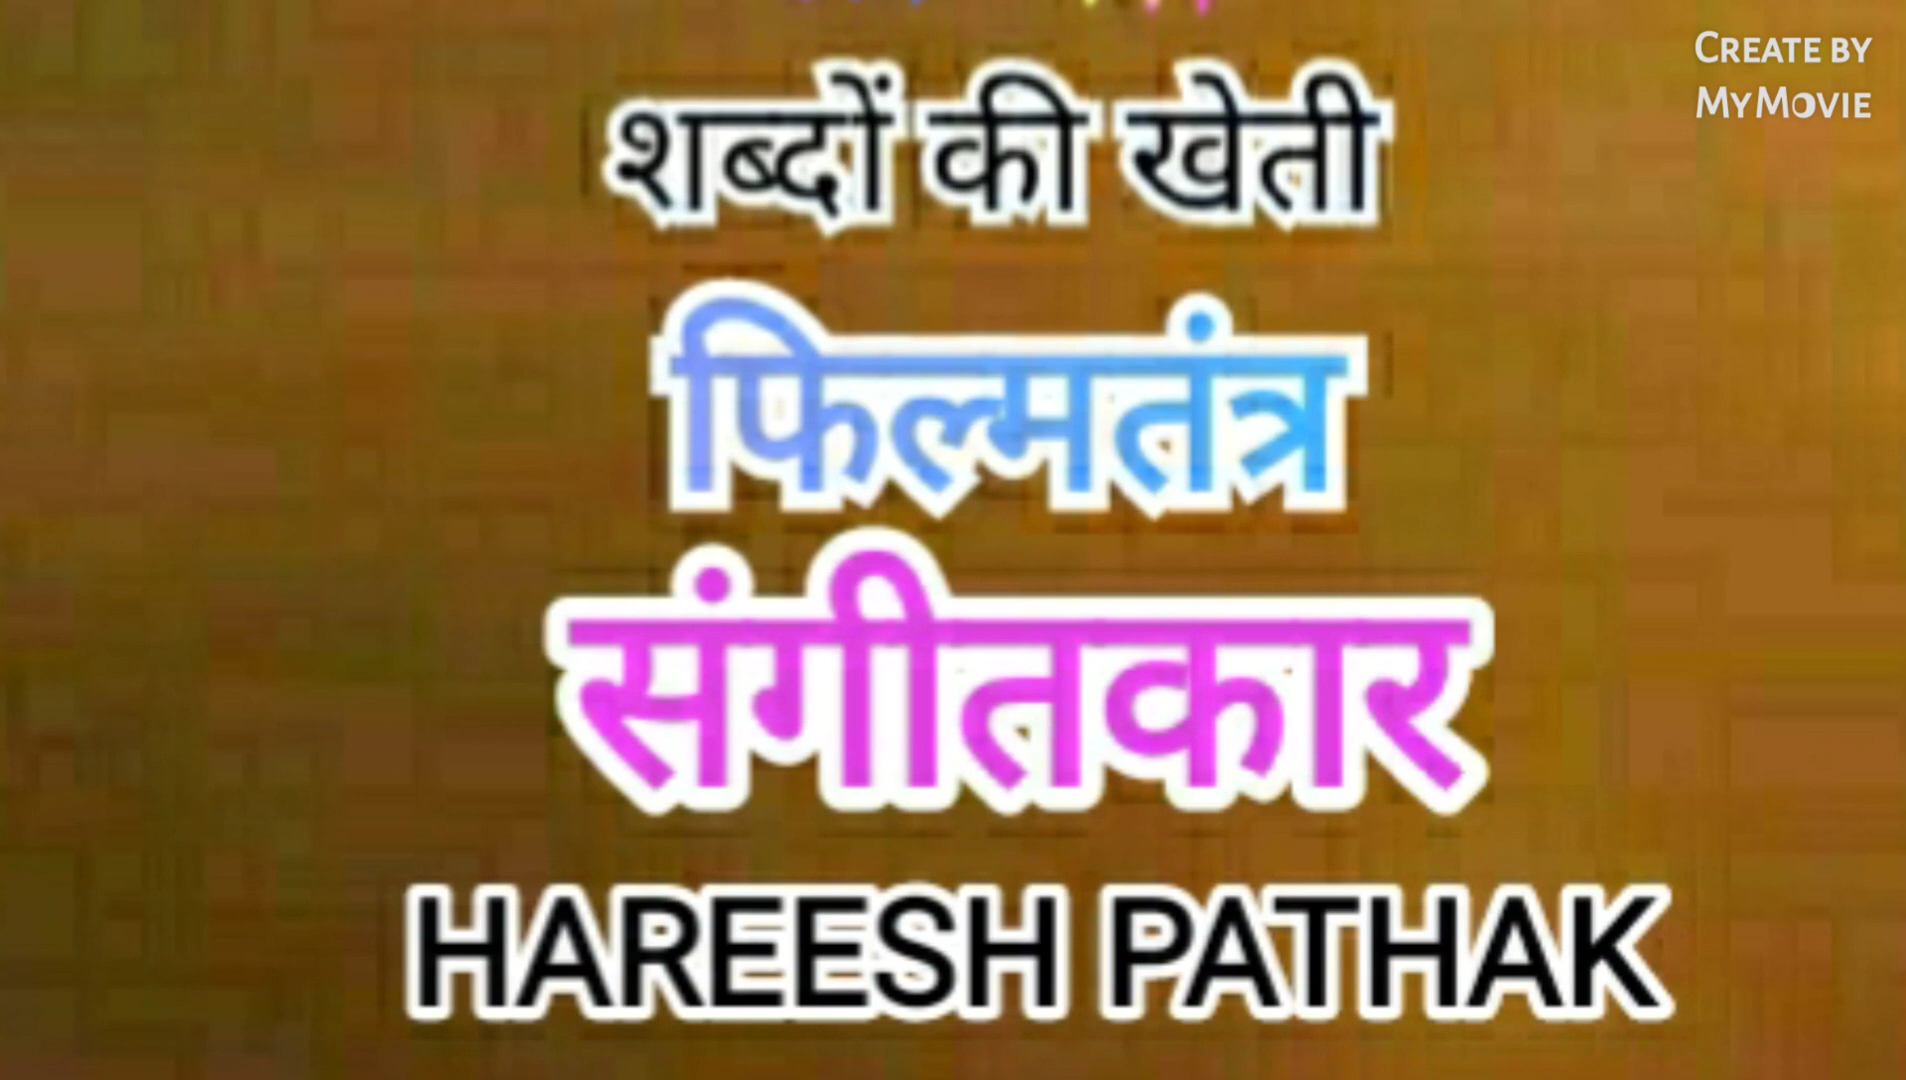 CREATE BY
MYMOVIE
शब्दों की खेती
फिल्मतंत्र
संगीतकार
HAREESH PATHAK